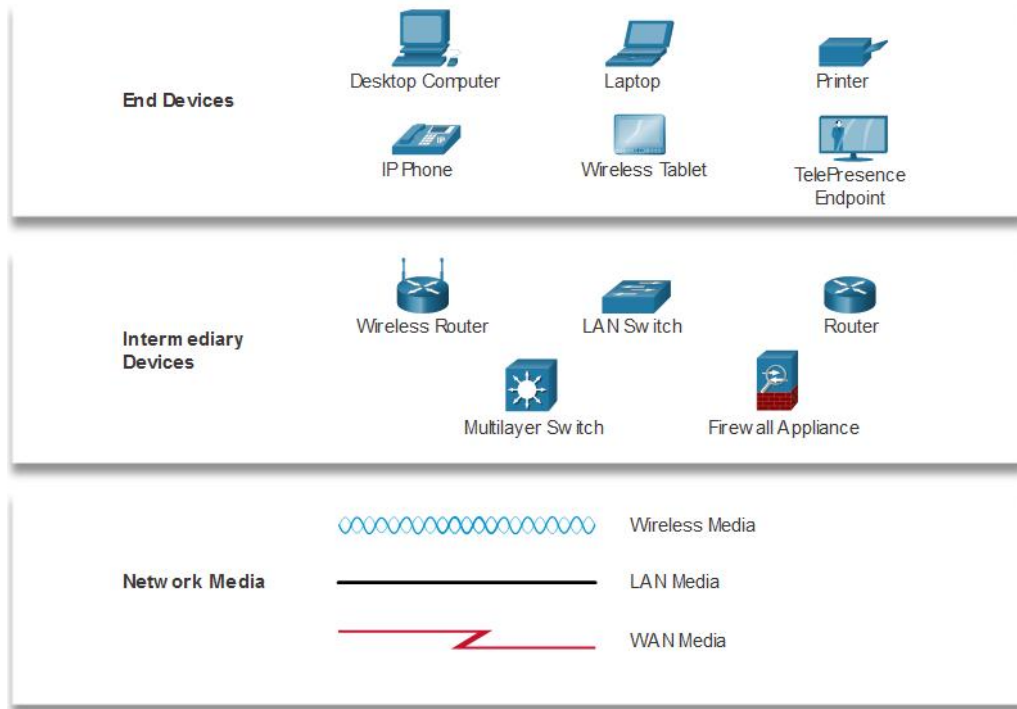 Desktop Computer
Laptop
Printer
End Devices
IP Phone
IP
Wireless Tablet
TelePresence
Endpoint
Wireless Router
LAN Switch
Router
Intermediary
Devices
Multilayer Switch
Firewall Appliance
Wireless Media
Network Media
LAN Media
WAN Media